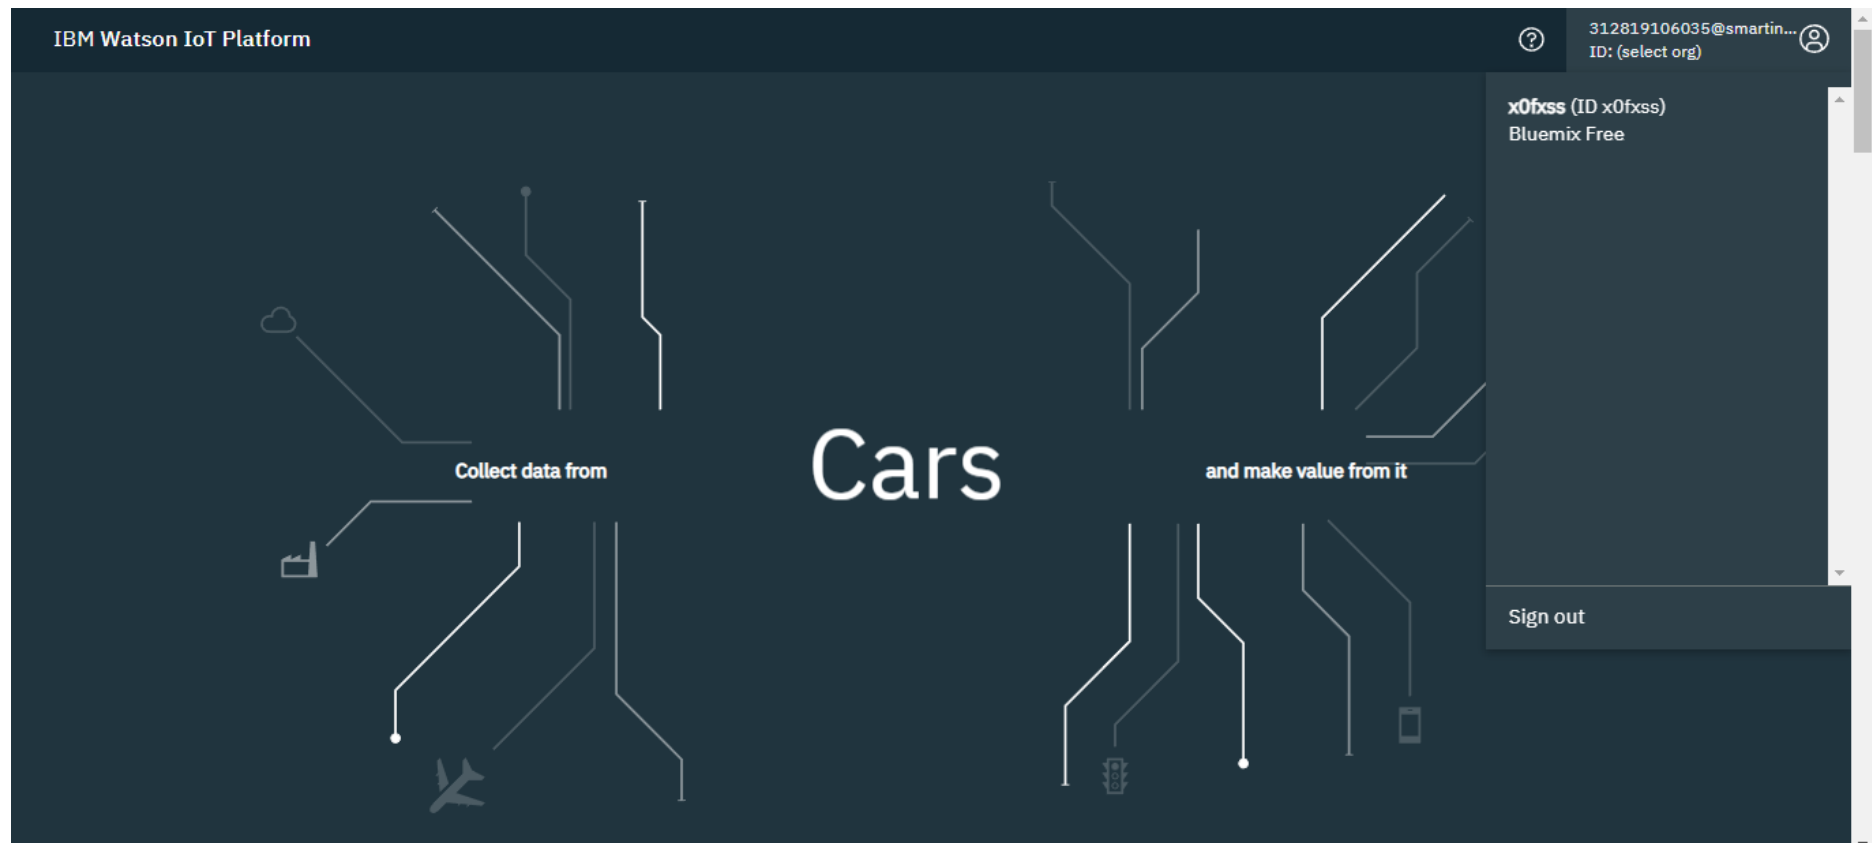 IBM Watson IoT Platform
312819106035@smartin...
ID: (select org)
x0fxss (ID x0fxss)
Bluemix Free
Collect data from
Cars
and make value from it
Sign out